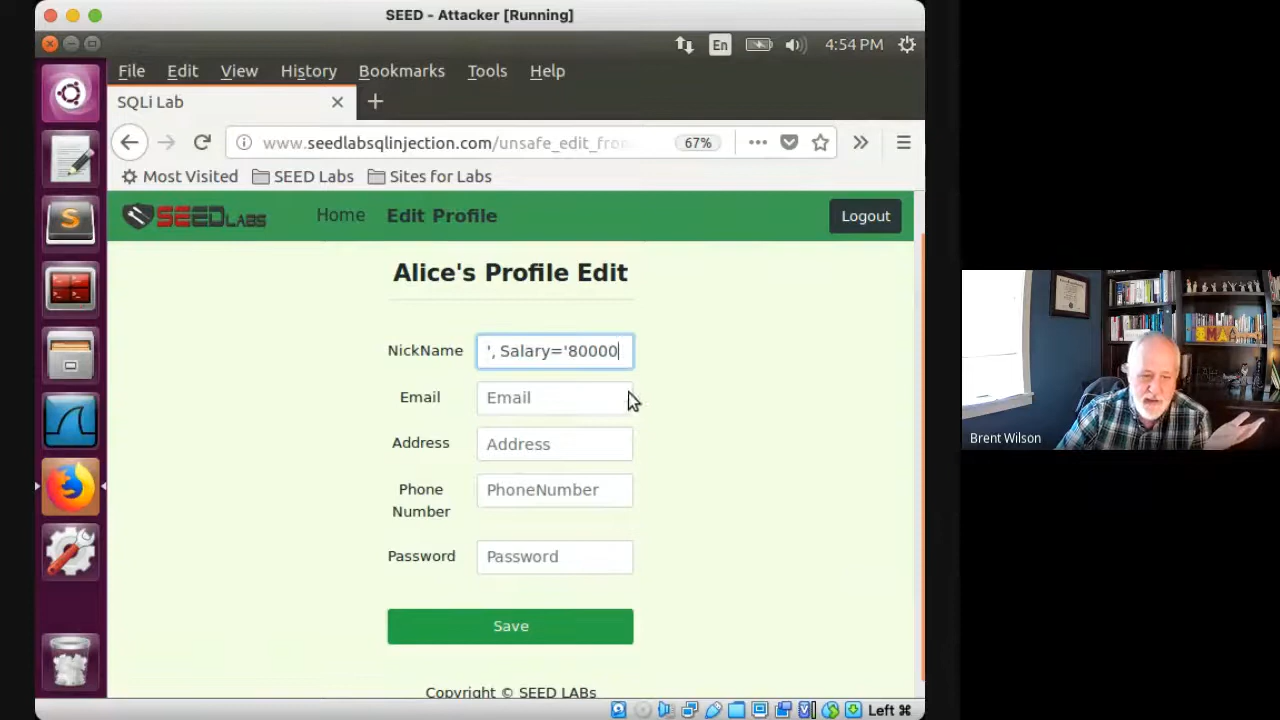 SEED - Attacker [Running]
En
4:54 PM
File Edit View History Bookmarks Tools Help
SQLi Lab
www.seedlabsqlinjection.com/unsafe_edit_fro
67%
Most Visited SEED Labs Sites for Labs
SEEDLABS Home Edit Profile Logout
Alice's Profile Edit
NickName ', Salary='80000
Email Email
Address Address
Phone
Number
PhoneNumber
Password Password
Save
Copyright © SEED LABs
Left ⌘
Brent Wilson